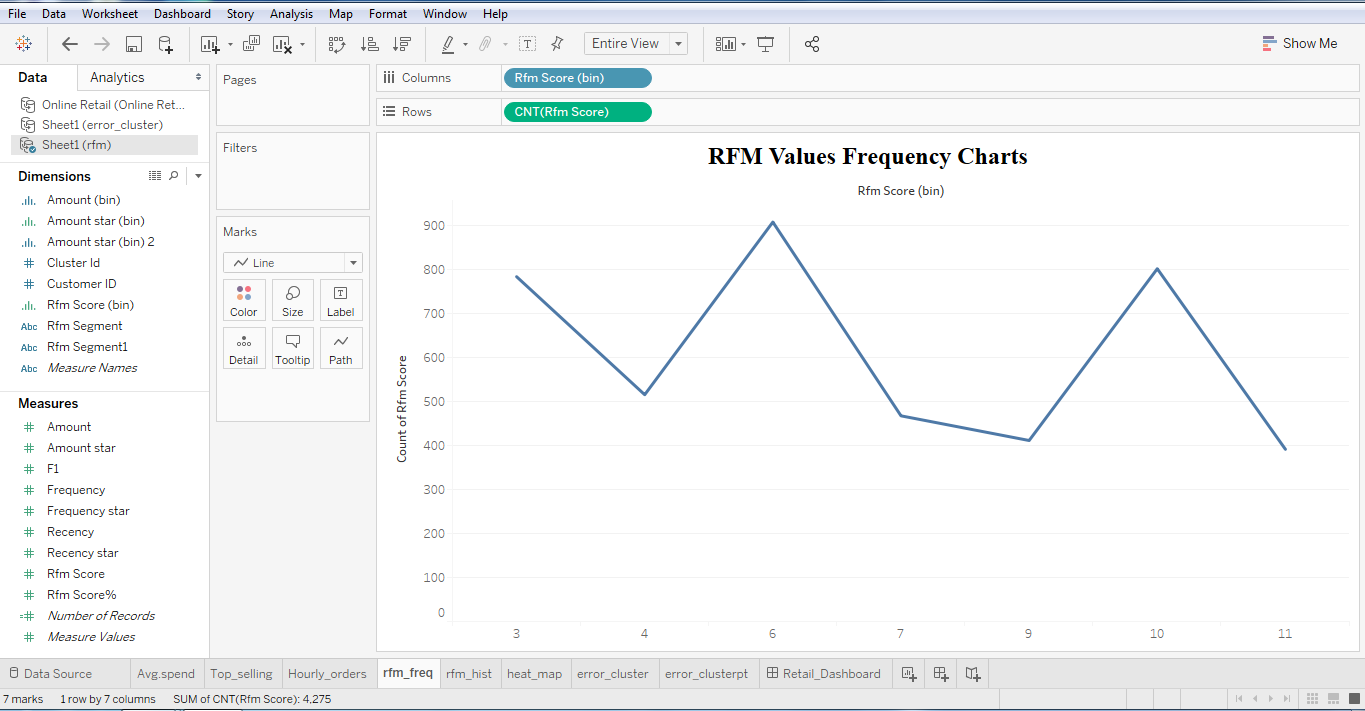 File Data Worksheet Dashboard Story Analysis Map Format Window Help
Entire View
Show Me
Data Analytics
Online Retail (Online Ret...
Sheet1 (error_cluster)
Sheet1 (rfm)
Dimensions
Amount (bin)
Amount star (bin)
Amount star (bin) 2
Cluster Id
Customer ID
Rfm Score (bin)
Abc Rfm Segment
Abc Rfm Segment1
Abc Measure Names
Measures
Amount
Amount star
F1
Frequency
Frequency star
Recency
Recency star
Rfm Score
Rfm Score%
Number of Records
Measure Values
Pages
Filters
Marks
Line
Color Size Label
Detail Tooltip Path
Columns Rfm Score (bin)
Rows CNT(Rfm Score)
RFM Values Frequency Charts
Rfm Score (bin)
Count of Rfm Score
900
800
700
600
500
400
300
200
100
0
3 4 6 7 9 10 11
Data Source Avg.spend Top_selling Hourly_orders rfm_freq rfm_hist heat_map error_cluster error_clusterpt Retail_Dashboard
7 marks 1 row by 7 columns SUM of CNT(Rfm Score): 4,275